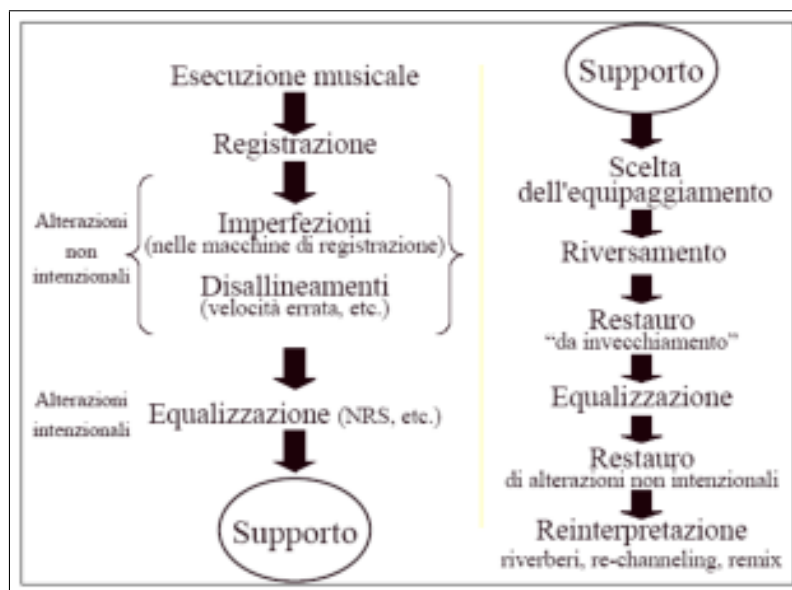 Esecuzione musicale
Registrazione
Alterazioni
non
intenzionali
Imperfezioni
(nelle macchine di registrazione)
Disallineamenti
(velocità errata, etc.)
Alterazioni
intenzionali
Equalizzazione (NRS, etc.)
Supporto
Supporto
Scelta
dell'equipaggiamento
Riversamento
Restauro
“da invecchiamento”
Equalizzazione
Restauro
di alterazioni non intenzionali
Reinterpretazione
riverberi, re-channeling, remix